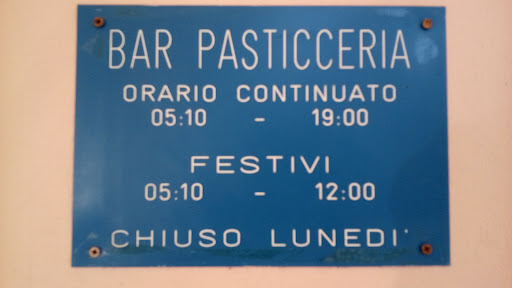 BAR PASTICCERIA
ORARIO CONTINUATO
05:10 - 19:00
FESTIVI
05:10 - 12:00
CHIUSO LUNEDI'